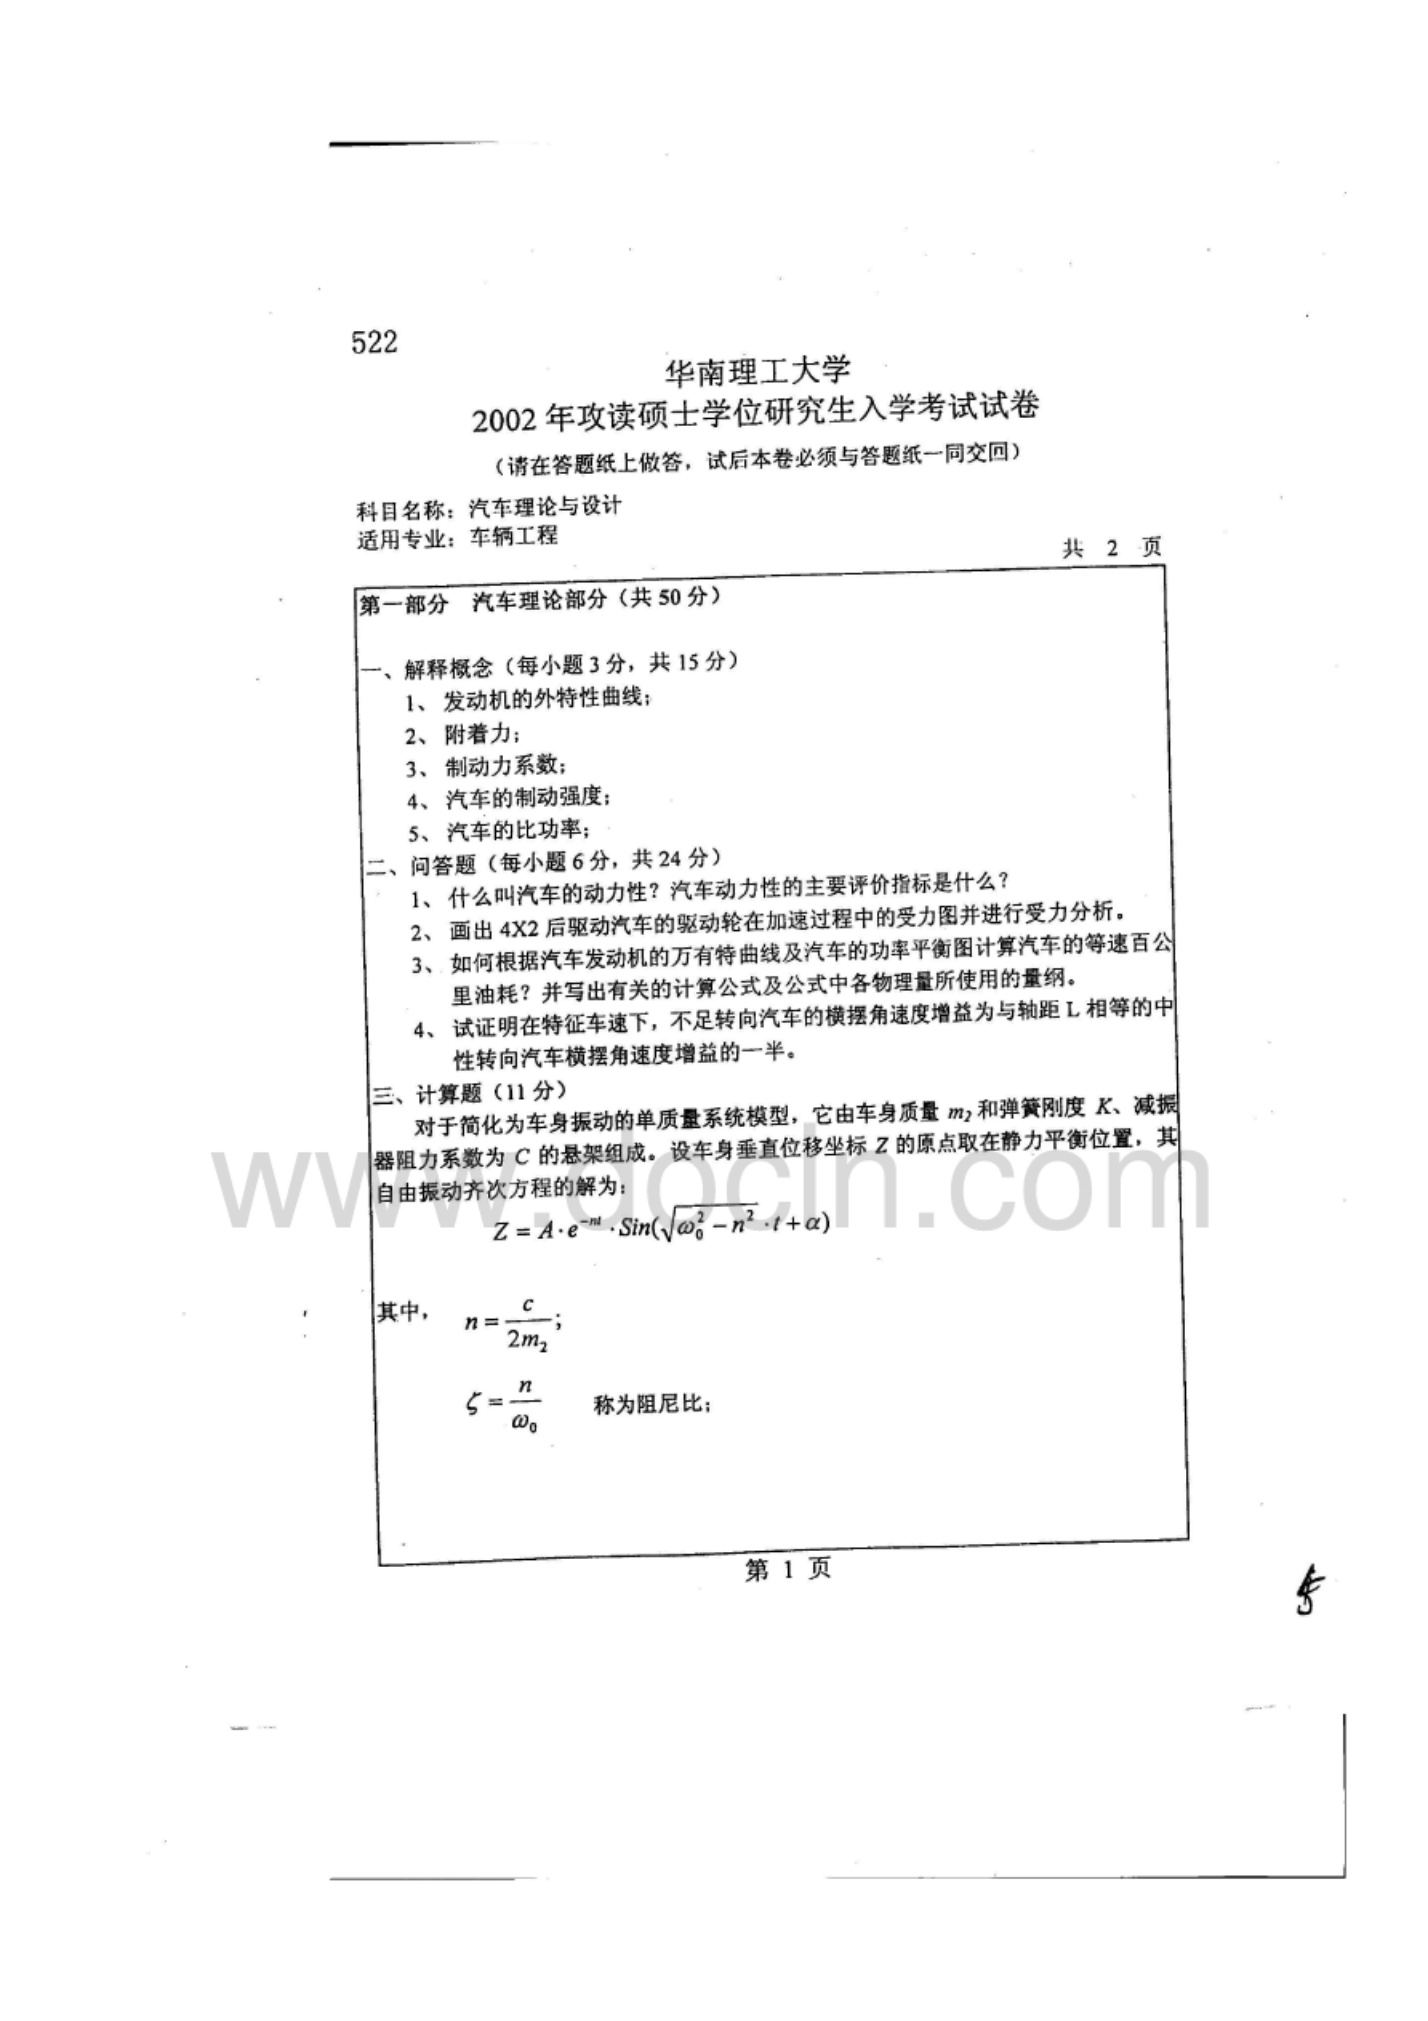 522
华南理工大学
2002 年攻读硕士学位研究生入学考试试卷
（请在答题纸上做答，试后本卷必须与答题纸一同交回）
科目名称：汽车理论与设计
适用专业：车辆工程
共 2 页
第一部分 汽车理论部分（共 50 分）
一、解释概念（每小题 3 分，共 15 分）
1、 发动机的外特性曲线；
2、 附着力；
3、 制动力系数；
4、 汽车的制动强度；
5、 汽车的比功率；
二、问答题（每小题 6 分，共 24 分）
1、 什么叫汽车的动力性？汽车动力性的主要评价指标是什么？
2、 画出 4X2 后驱动汽车的驱动轮在加速过程中的受力图并进行受力分析。
3、 如何根据汽车发动机的万有特曲线及汽车的功率平衡图计算汽车的等速百公
里油耗？并写出有关的计算公式及公式中各物理量所使用的量纲。
4、 试证明在特征车速下，不足转向汽车的横摆角速度增益为与轴距 L 相等的中
性转向汽车横摆角速度增益的一半。
三、计算题（11 分）
对于简化为车身振动的单质量系统模型，它由车身质量 m₂ 和弹簧刚度 K、减振
器阻力系数为 C 的悬架组成。设车身垂直位移坐标 Z 的原点取在静力平衡位置，其
自由振动齐次方程的解为：
Z = A · e^{-nt} · Sin(√(ω₀² − n²) · t + α)
其中， n = c / 2m₂ ;
ζ = n / ω₀ 称为阻尼比；
第 1 页
www.docin.com